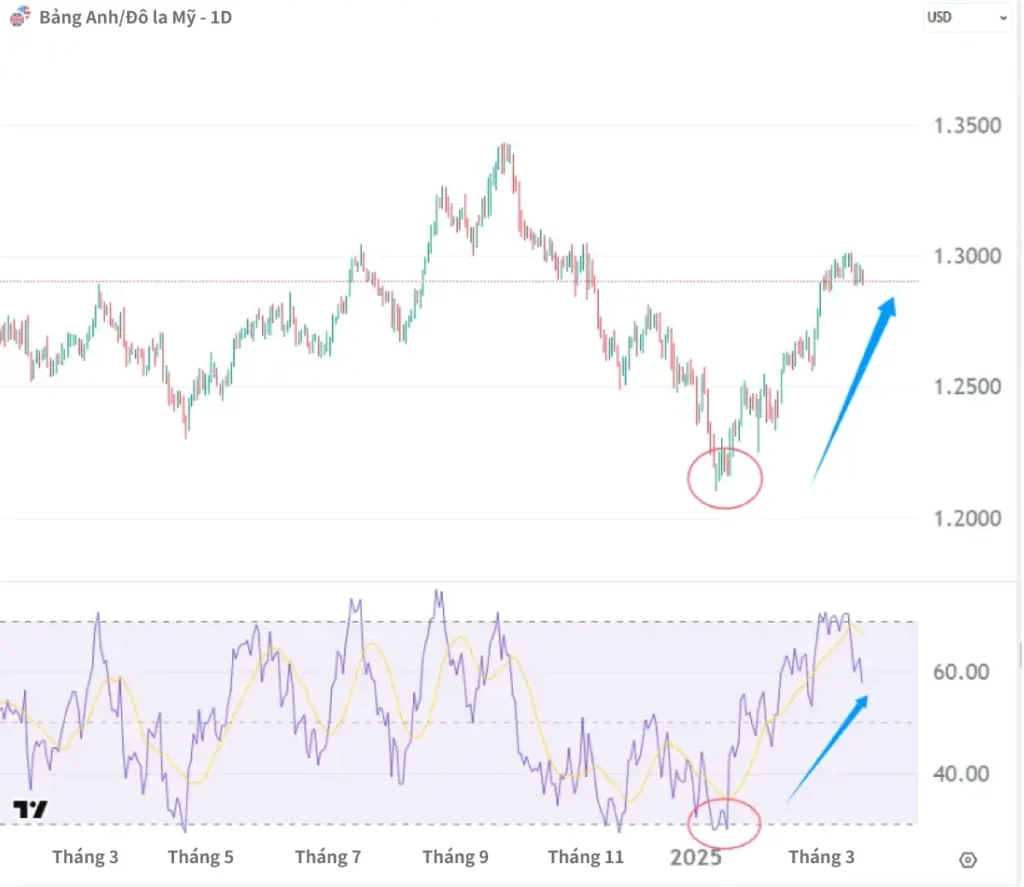 Bảng Anh/Đô la Mỹ - 1D
USD
1.3500
1.3000
1.2500
1.2000
60.00
40.00
Tháng 3 Tháng 5 Tháng 7 Tháng 9 Tháng 11 2025 Tháng 3